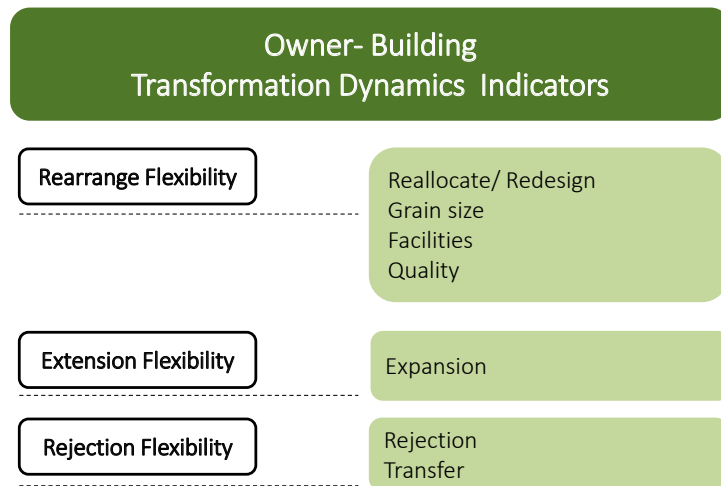 Owner- Building
Transformation Dynamics Indicators
Rearrange Flexibility
Reallocate/ Redesign
Grain size
Facilities
Quality
Extension Flexibility
Expansion
Rejection Flexibility
Rejection
Transfer